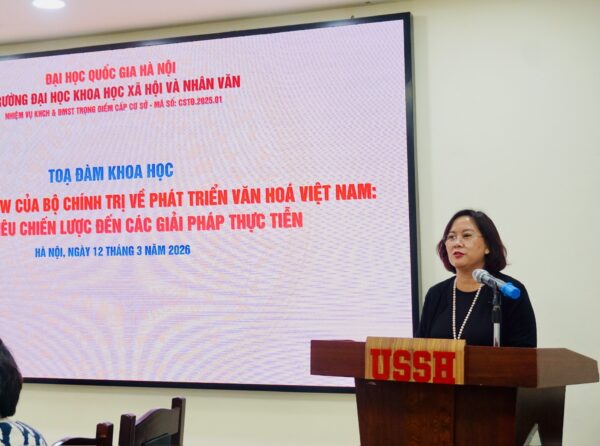 ĐẠI HỌC QUỐC GIA HÀ NỘI
ƯỜNG ĐẠI HỌC KHOA HỌC XÃ HỘI VÀ NHÂN VĂN
NHIỆM VỤ KHCN & ĐMST TRỌNG ĐIỂM CẤP CƠ SỞ - MÃ SỐ: CSTĐ.2025.01
TOẠ ĐÀM KHOA HỌC
W CỦA BỘ CHÍNH TRỊ VỀ PHÁT TRIỂN VĂN HOÁ VIỆT NAM:
IÊU CHIẾN LƯỢC ĐẾN CÁC GIẢI PHÁP THỰC TIỄN
HÀ NỘI, NGÀY 12 THÁNG 3 NĂM 2026
USSH